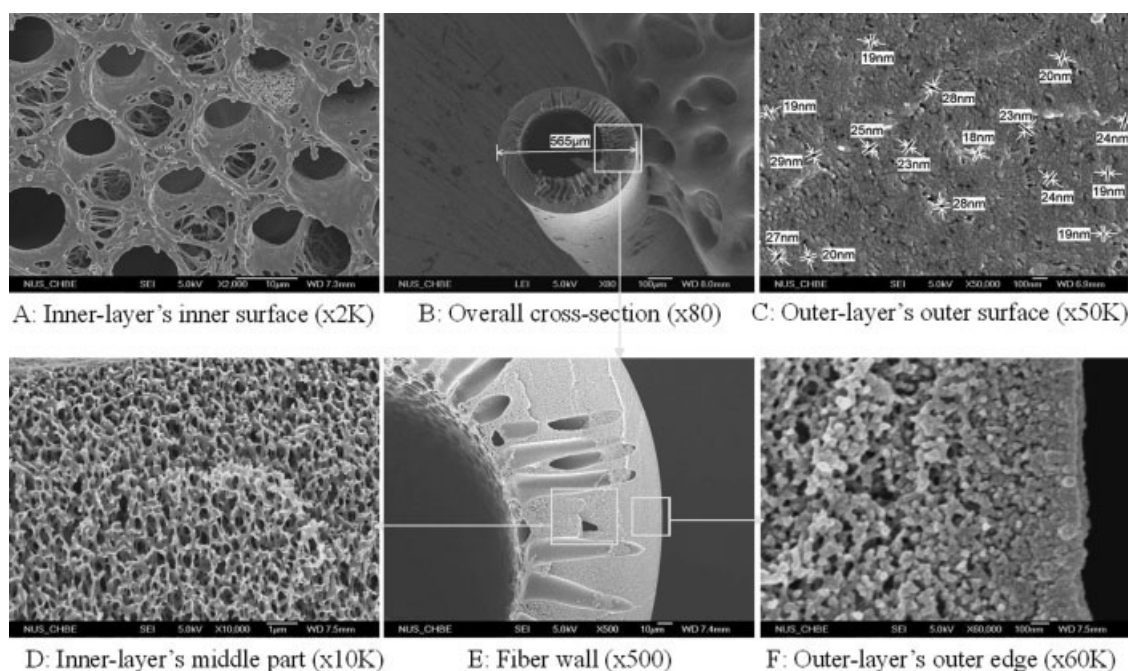 19nm
20nm
28nm
19nm
23nm
25nm
18nm
24nm
23nm
29nm
24nm
19nm
28nm
19nm
27nm
20nm
565µm
NUS_CHBE SEI 5.0kV X2,000 10µm WD 7.3mm
NUS_CHBE LEI 5.0kV X80 100µm WD 8.0mm
NUS_CHBE SEI 5.0kV X50,000 100nm WD 6.9mm
A: Inner-layer's inner surface (x2K)
B: Overall cross-section (x80)
C: Outer-layer's outer surface (x50K)
NUS_CHBE SEI 5.0kV X10,000 1µm WD 7.5mm
NUS_CHBE SEI 5.0kV X500 10µm WD 7.4mm
NUS_CHBE SEI 5.0kV X60,000 100nm WD 7.5mm
D: Inner-layer's middle part (x10K)
E: Fiber wall (x500)
F: Outer-layer's outer edge (x60K)